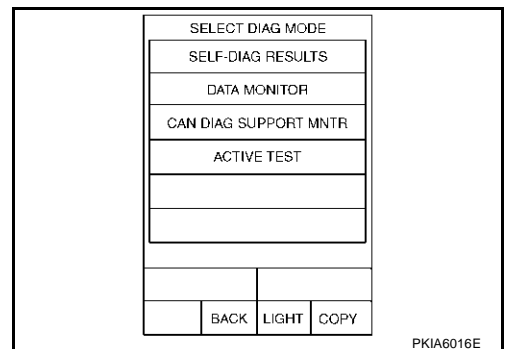 SELECT DIAG MODE
SELF-DIAG RESULTS
DATA MONITOR
CAN DIAG SUPPORT MNTR
ACTIVE TEST
BACK LIGHT COPY
PKIA6016E